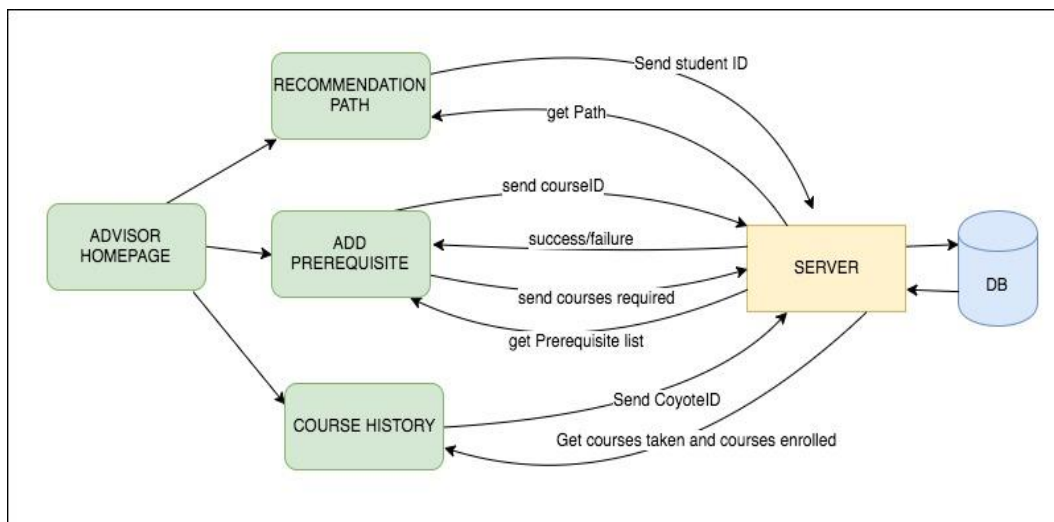 RECOMMENDATION
PATH
Send student ID
get Path
send courseID
ADVISOR
HOMEPAGE
ADD
PREREQUISITE
success/failure
SERVER
DB
send courses required
get Prerequisite list
Send CoyoteID
COURSE HISTORY
Get courses taken and courses enrolled